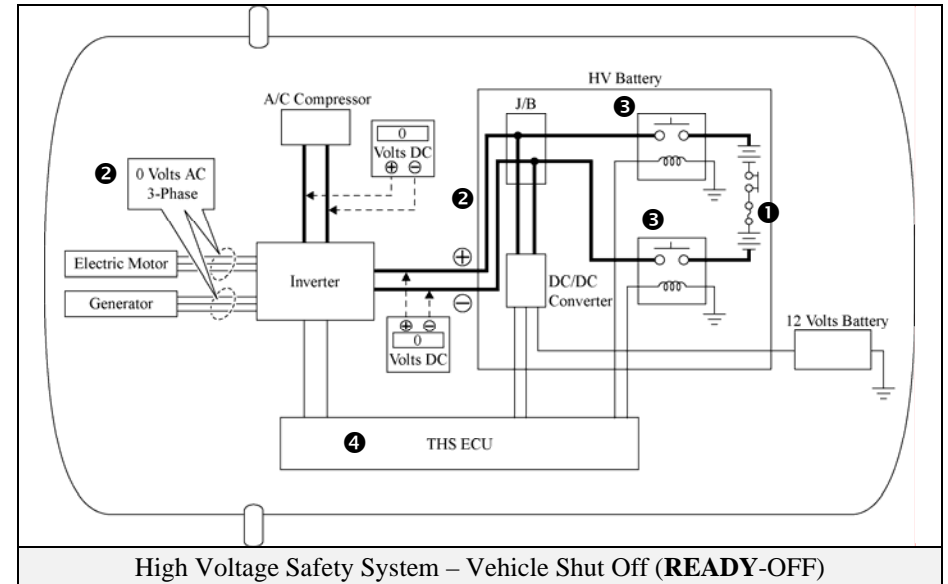 HV Battery
A/C Compressor
J/B
❸
0
Volts DC
⊕ ⊖
❷
0 Volts AC
3-Phase
❷
❶
❸
Electric Motor
Inverter
⊕
DC/DC
Converter
Generator
⊖
12 Volts Battery
⊕ ⊖
0
Volts DC
❹
THS ECU
High Voltage Safety System – Vehicle Shut Off (READY-OFF)